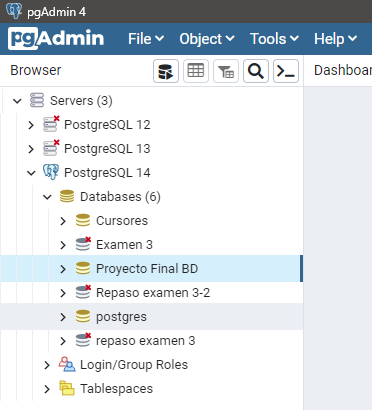 pgAdmin 4
pgAdmin File Object Tools Help
Browser Dashboar
Servers (3)
PostgreSQL 12
PostgreSQL 13
PostgreSQL 14
Databases (6)
Cursores
Examen 3
Proyecto Final BD
Repaso examen 3-2
postgres
repaso examen 3
Login/Group Roles
Tablespaces